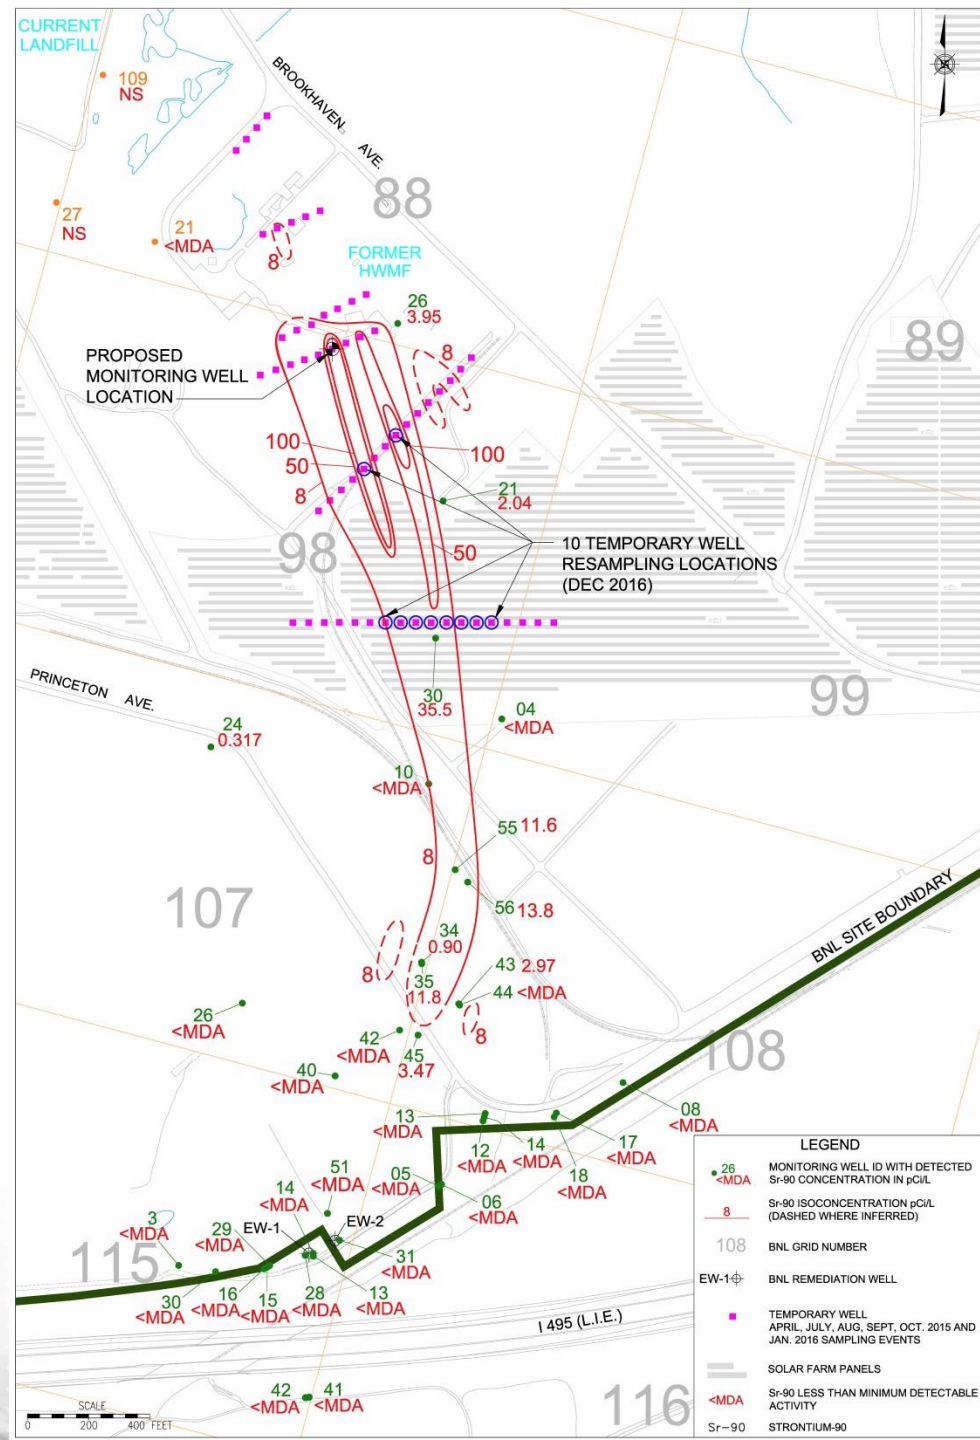 CURRENT
LANDFILL
109
NS
BROOKHAVEN AVE.
88
27
NS
21
<MDA
8
FORMER
HWMF
26
3.95
89
PROPOSED
MONITORING WELL
LOCATION
8
100
50
8
100
21
2.04
98
50
10 TEMPORARY WELL
RESAMPLING LOCATIONS
(DEC 2016)
PRINCETON AVE.
30
35.5
99
24
0.317
04
<MDA
10
<MDA
8
55 11.6
107
56 13.8
BNL SITE BOUNDARY
34
0.90
8
35
11.8
43 2.97
44 <MDA
8
26
<MDA
42
<MDA
45
3.47
108
40
<MDA
08
<MDA
13
<MDA
12
<MDA
14
<MDA
17
<MDA
18
<MDA
05
<MDA
06
<MDA
51
<MDA
14
<MDA
EW-1
EW-2
3
<MDA
29
<MDA
115
31
<MDA
30
<MDA
16
<MDA
15
<MDA
28
<MDA
13
<MDA
I 495 (L.I.E.)
42
<MDA
41
<MDA
116
SCALE
0 200 400 FEET
LEGEND
26
<MDA
MONITORING WELL ID WITH DETECTED
Sr-90 CONCENTRATION IN pCi/L
8
Sr-90 ISOCONCENTRATION pCi/L
(DASHED WHERE INFERRED)
108 BNL GRID NUMBER
EW-1 BNL REMEDIATION WELL
TEMPORARY WELL
APRIL, JULY, AUG, SEPT, OCT. 2015 AND
JAN. 2016 SAMPLING EVENTS
SOLAR FARM PANELS
<MDA
Sr-90 LESS THAN MINIMUM DETECTABLE
ACTIVITY
Sr-90 STRONTIUM-90